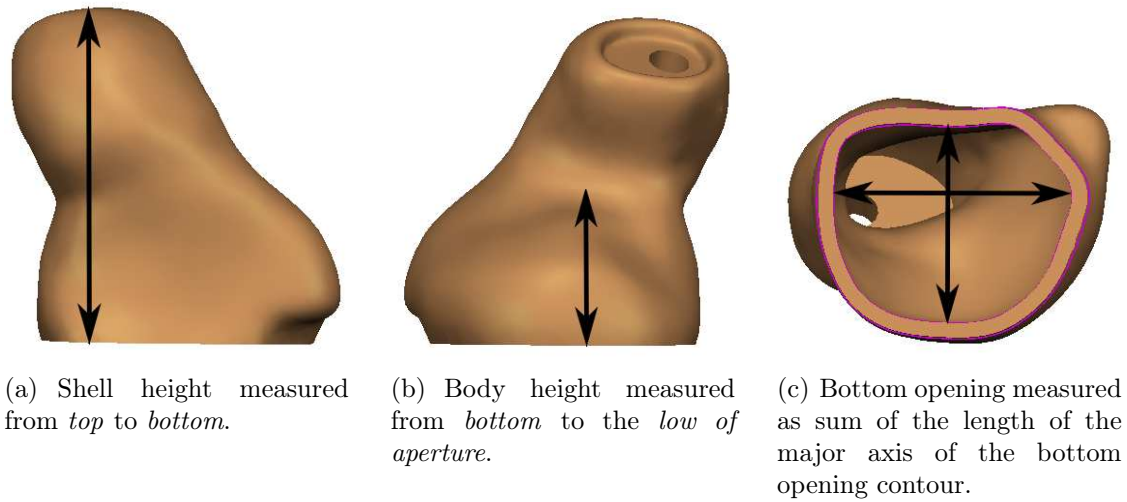 (a) Shell height measured
from top to bottom.
(b) Body height measured
from bottom to the low of
aperture.
(c) Bottom opening measured
as sum of the length of the
major axis of the bottom
opening contour.